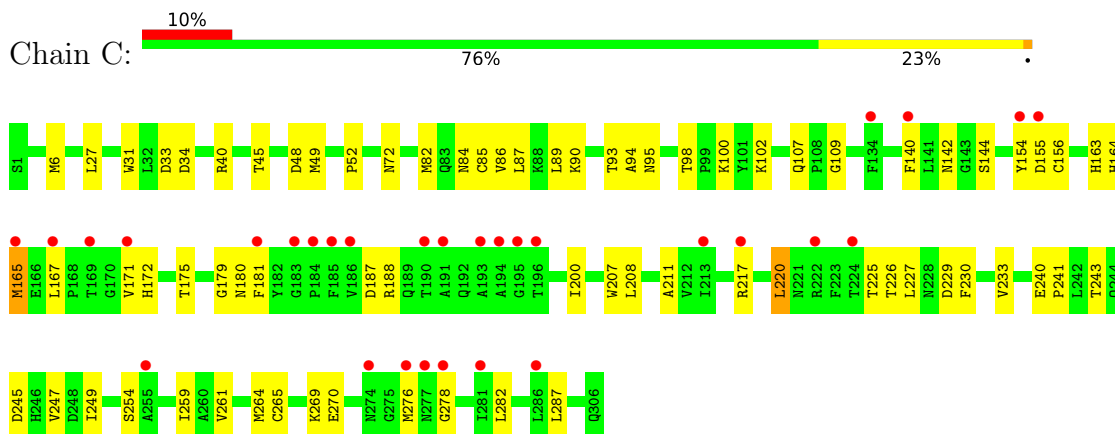 10%
Chain C:
76% 23% •
S1 M6 L27 W31 L32 D33 D34 R40 T45 D48 M49 P52 N72 M82 Q83 N84 C85 V86 L87 K88 L89 K90 T93 A94 N95 T98 P99 K100 Y101 K102 Q107 P108 G109 F134 F140 L141 N142 G143 S144 Y154 D155 C156 H163 H164
M165 E166 L167 P168 T169 G170 V171 H172 T175 G179 N180 F181 Y182 G183 P184 F185 V186 D187 R188 Q189 T190 A191 Q192 A193 A194 G195 T196 I200 W207 L208 A211 V212 I213 R217 L220 N221 R222 F223 T224 T225 T226 L227 N228 D229 F230 V233 E240 P241 L242 T243 Q244
D245 H246 V247 D248 I249 S254 A255 I259 A260 V261 M264 C265 K269 E270 N274 G275 M276 N277 G278 I281 L282 L286 L287 Q306